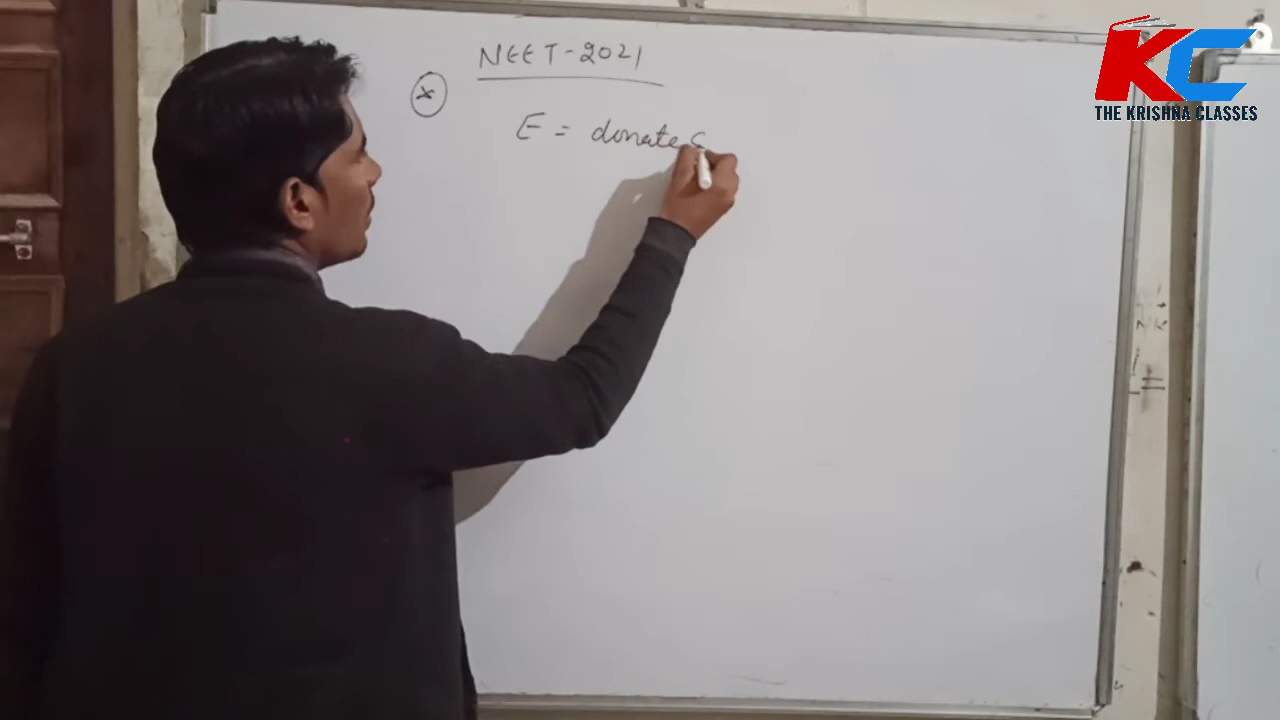 NEET-2021
E = donates
KC
THE KRISHNA CLASSES